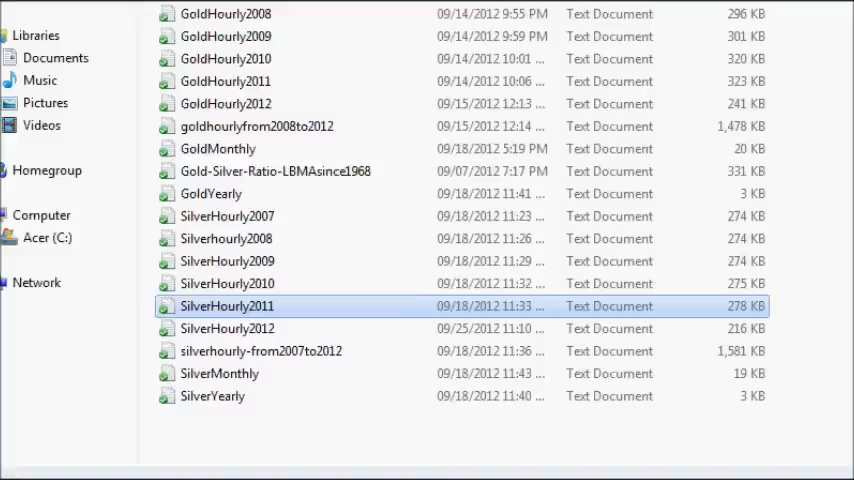 GoldHourly2008 09/14/2012 9:55 PM Text Document 296 KB
Libraries GoldHourly2009 09/14/2012 9:59 PM Text Document 301 KB
Documents GoldHourly2010 09/14/2012 10:01 ... Text Document 320 KB
Music GoldHourly2011 09/14/2012 10:06 ... Text Document 323 KB
Pictures GoldHourly2012 09/15/2012 12:13 ... Text Document 241 KB
Videos goldhourlyfrom2008to2012 09/15/2012 12:14 ... Text Document 1,478 KB
GoldMonthly 09/18/2012 5:19 PM Text Document 20 KB
Homegroup Gold-Silver-Ratio-LBMAsince1968 09/07/2012 7:17 PM Text Document 331 KB
GoldYearly 09/18/2012 11:41 ... Text Document 3 KB
Computer SilverHourly2007 09/18/2012 11:23 ... Text Document 274 KB
Acer (C:) Silverhourly2008 09/18/2012 11:26 ... Text Document 274 KB
SilverHourly2009 09/18/2012 11:29 ... Text Document 274 KB
Network SilverHourly2010 09/18/2012 11:32 ... Text Document 275 KB
SilverHourly2011 09/18/2012 11:33 ... Text Document 278 KB
SilverHourly2012 09/25/2012 11:10 ... Text Document 216 KB
silverhourly-from2007to2012 09/18/2012 11:36 ... Text Document 1,581 KB
SilverMonthly 09/18/2012 11:43 ... Text Document 19 KB
SilverYearly 09/18/2012 11:40 ... Text Document 3 KB